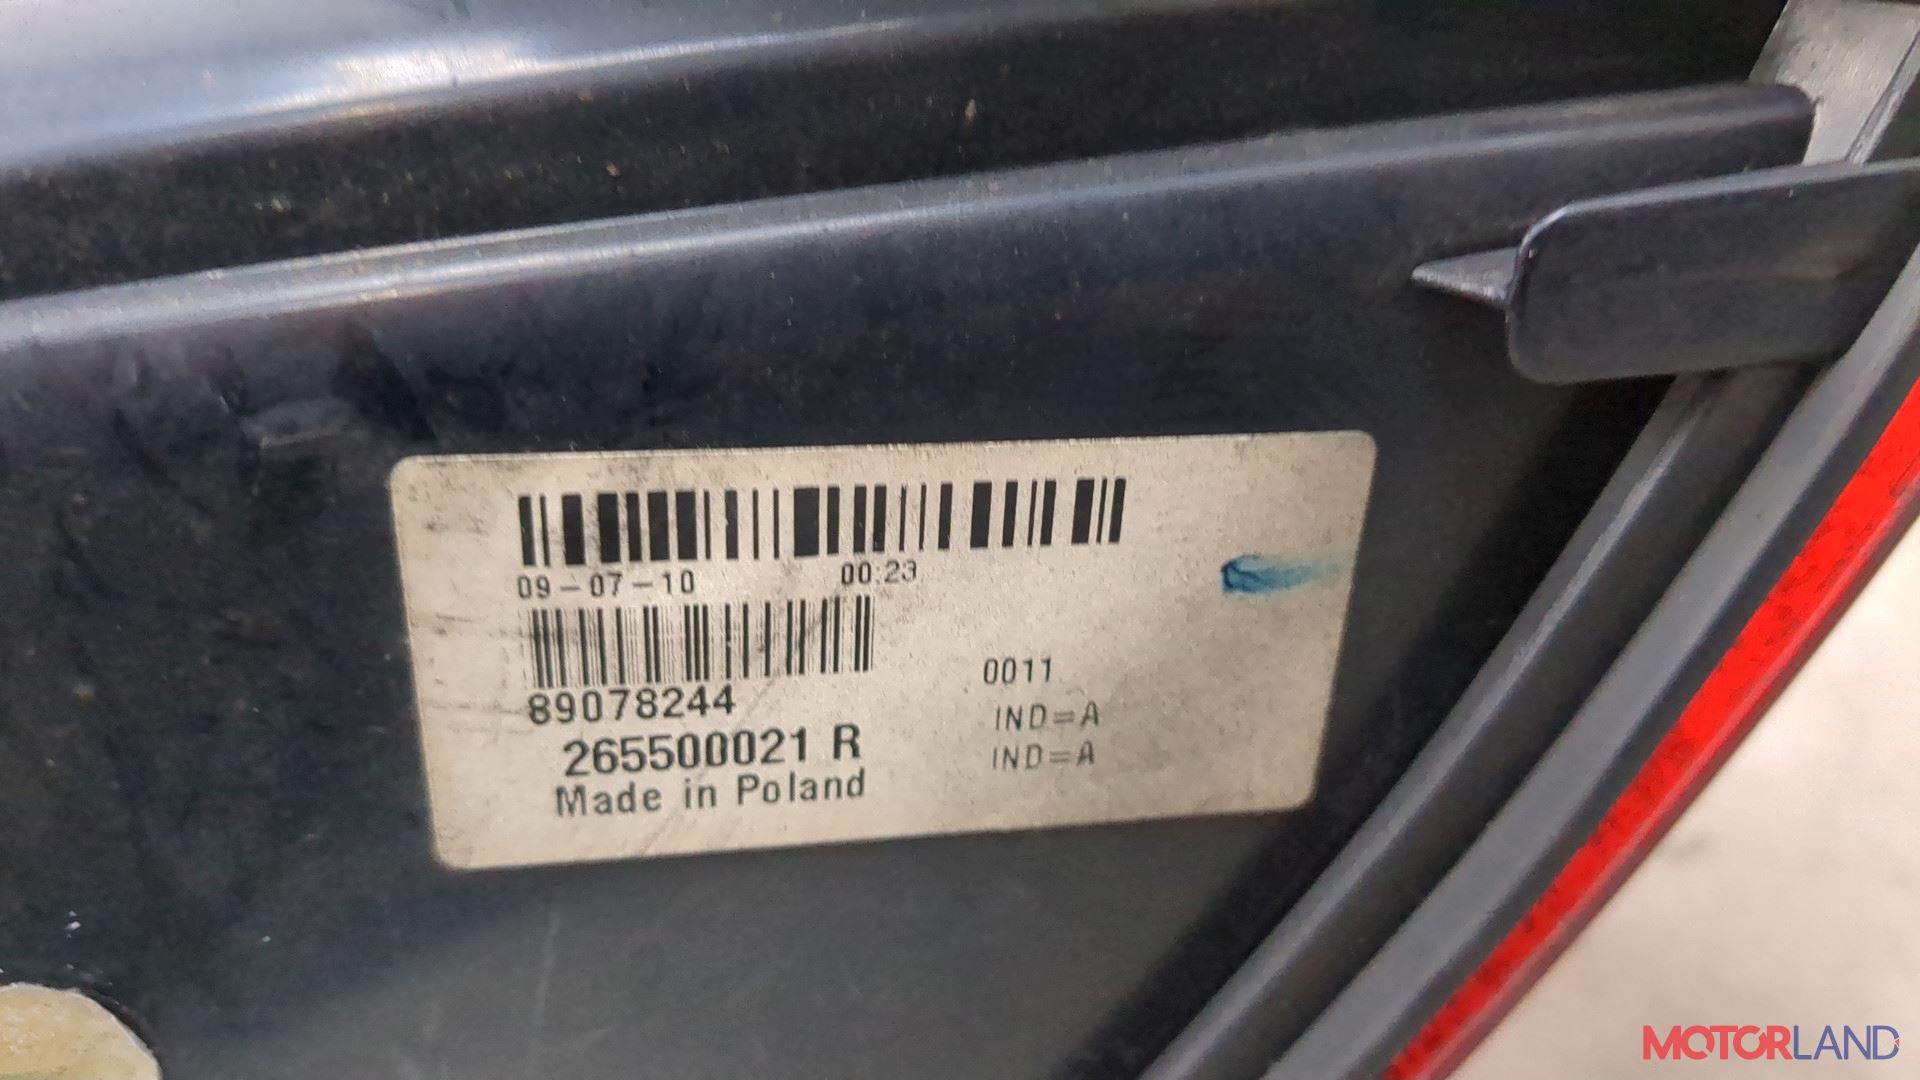 09-07-10 00:23
89078244
0011
265500021 R
IND=A
Made in Poland
IND=A
MOTORLAND